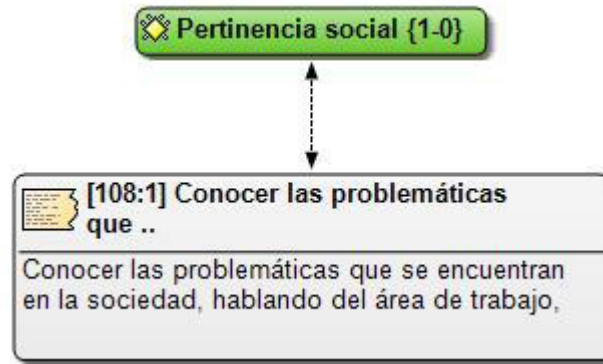 Pertinencia social {1-0}
[108:1] Conocer las problemáticas
que ..
Conocer las problemáticas que se encuentran
en la sociedad, hablando del área de trabajo,